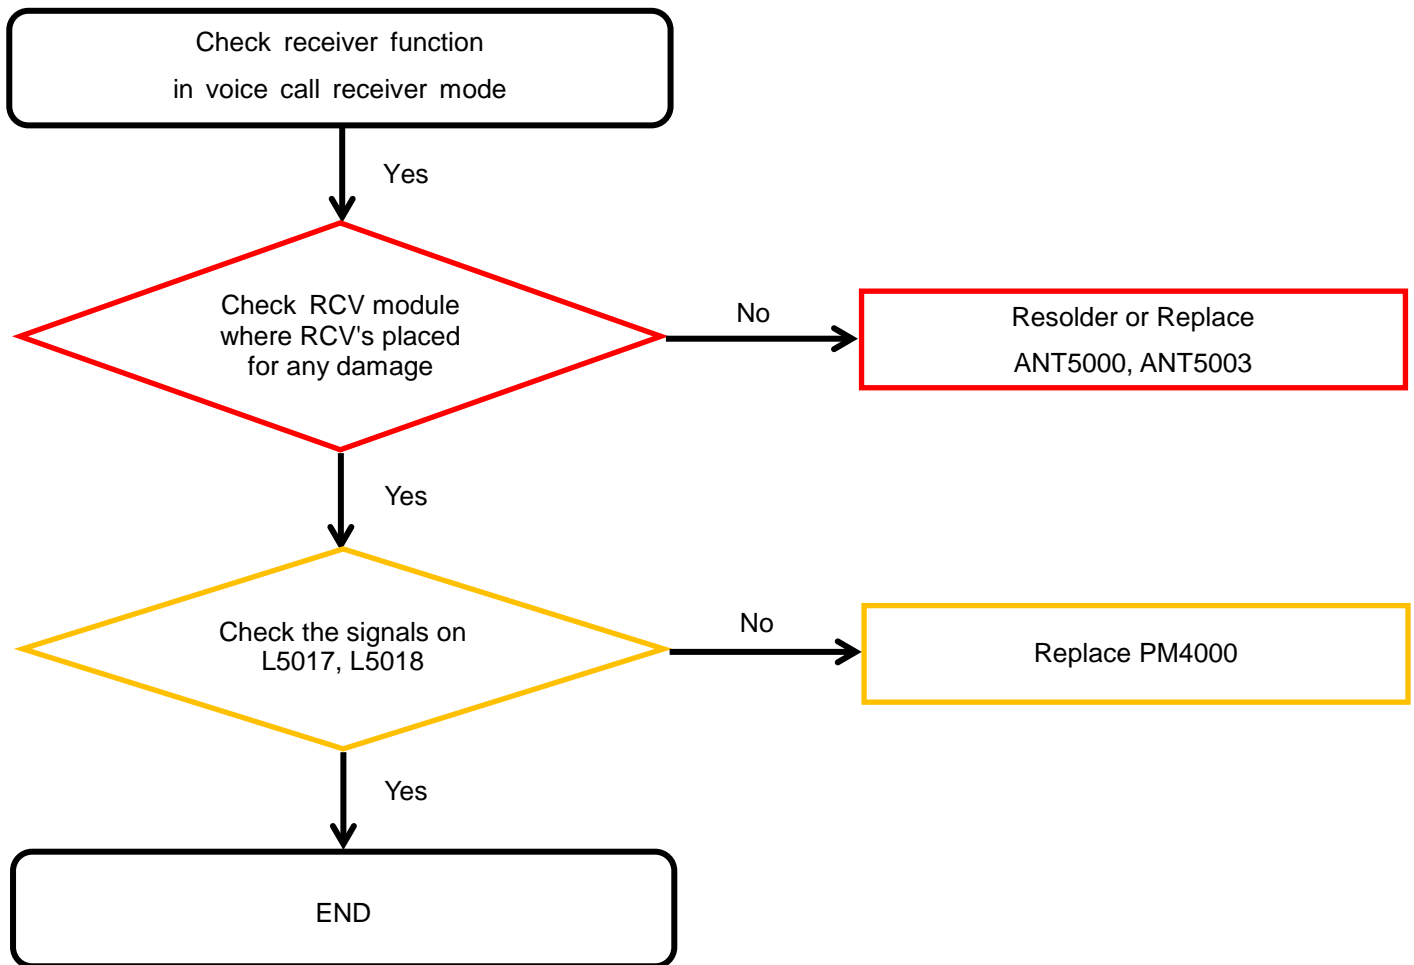 Check receiver function
in voice call receiver mode
Yes
Check RCV module
where RCV's placed
for any damage
No
Resolder or Replace
ANT5000, ANT5003
Yes
Check the signals on
L5017, L5018
No
Replace PM4000
Yes
END